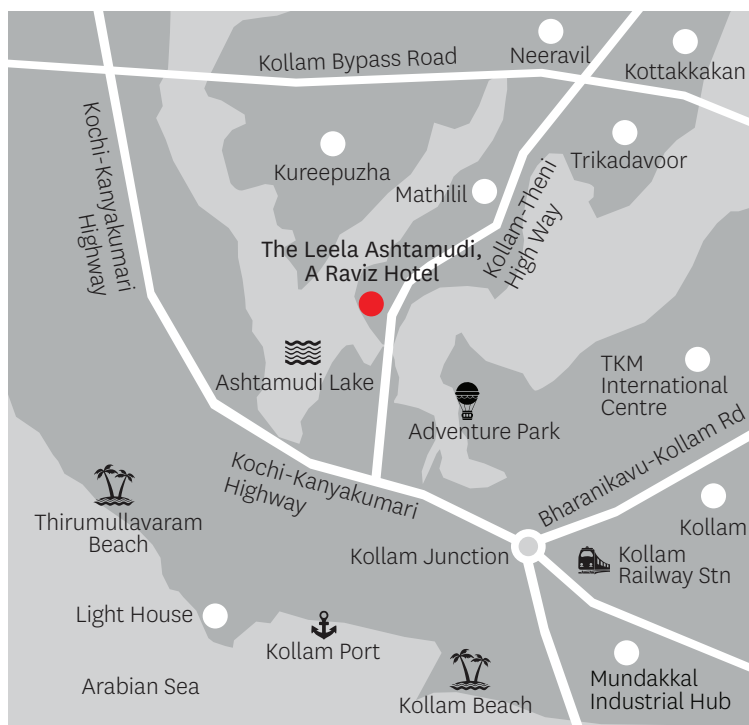 Kollam Bypass Road
Neeravil
Kottakkakan
Kochi-Kanyakumari
Highway
Kureepuzha
Mathilil
Trikadavoor
Kollam-Theni
High Way
The Leela Ashtamudi,
A Raviz Hotel
Ashtamudi Lake
Adventure Park
TKM
International
Centre
Kochi-Kanyakumari
Highway
Bharanikavu-Kollam Rd
Thirumullavaram
Beach
Kollam Junction
Kollam
Kollam
Railway Stn
Light House
Kollam Port
Arabian Sea
Kollam Beach
Mundakkal
Industrial Hub